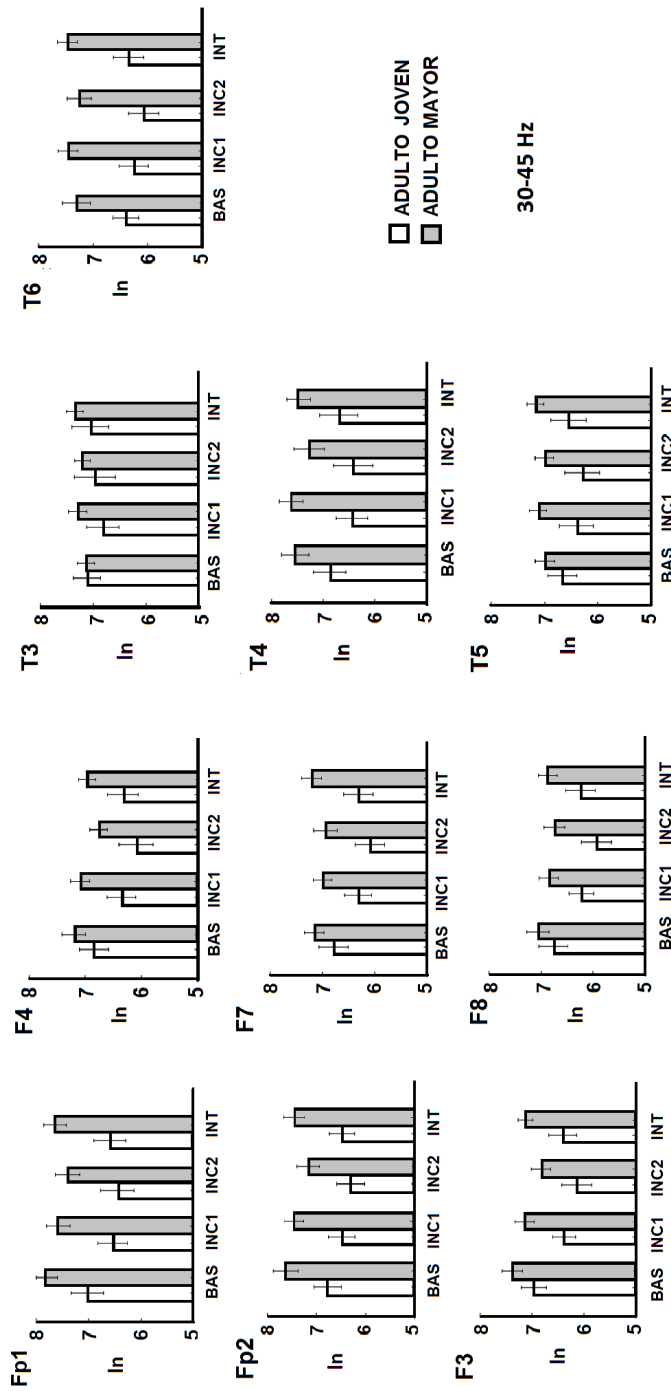 Fp1
8
7
ln
6
5
BAS INC1 INC2 INT
F4
8
7
ln
6
5
BAS INC1 INC2 INT
T3
8
7
ln
6
5
BAS INC1 INC2 INT
T6
8
7
ln
6
5
BAS INC1 INC2 INT
Fp2
8
7
ln
6
5
BAS INC1 INC2 INT
F7
8
7
ln
6
5
BAS INC1 INC2 INT
T4
8
7
ln
6
5
BAS INC1 INC2 INT
ADULTO JOVEN
ADULTO MAYOR
F3
8
7
ln
6
5
BAS INC1 INC2 INT
F8
8
7
ln
6
5
BAS INC1 INC2 INT
T5
8
7
ln
6
5
BAS INC1 INC2 INT
30-45 Hz